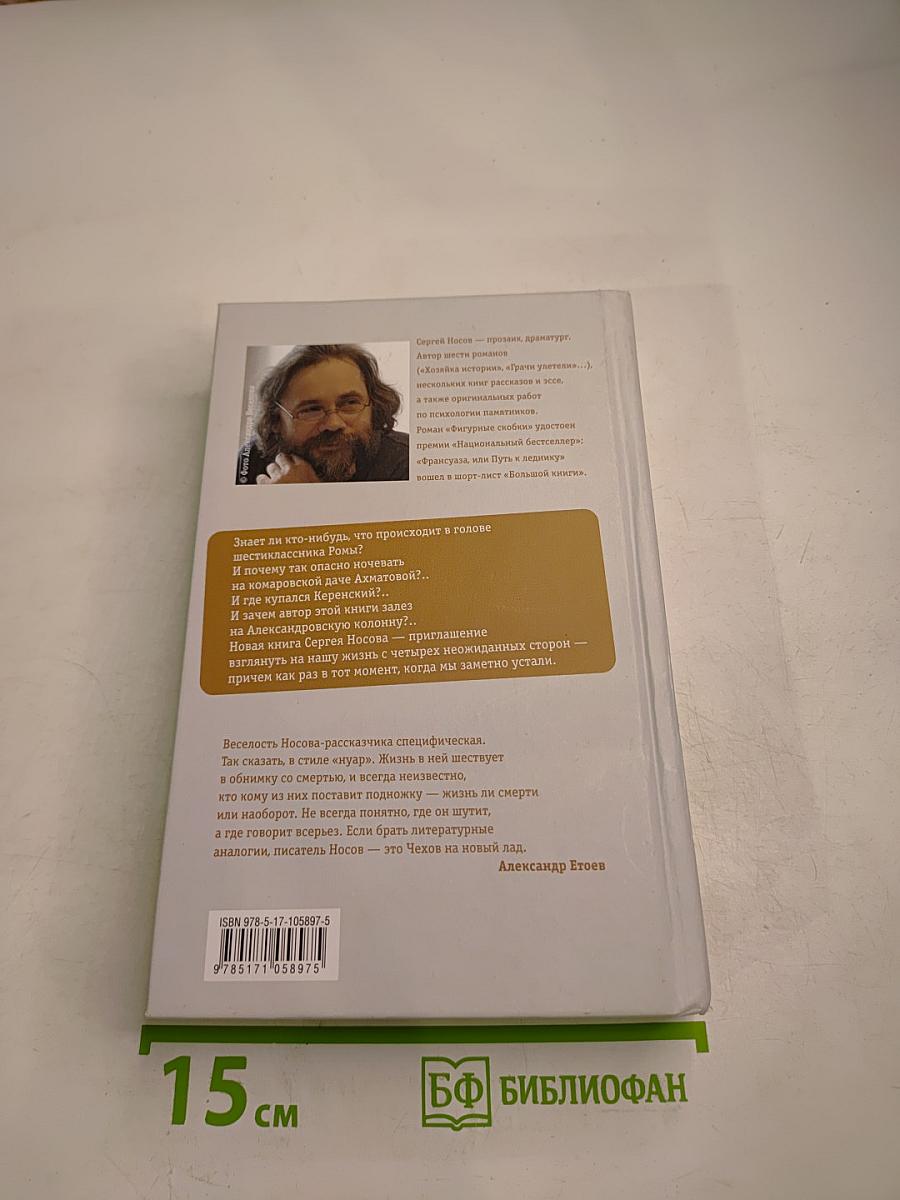 Сергей Носов — прозаик, драматург.
Автор шести романов
(«Хозяйка истории», «Грачи улетели»...),
нескольких книг рассказов и эссе,
а также оригинальных работ
по психологии памятников.
Роман «Фигурные скобки» удостоен
премии «Национальный бестселлер»;
«Франсуаза, или Путь к леднику»
вошел в шорт-лист «Большой книги».
© Фото
Знает ли кто-нибудь, что происходит в голове
шестиклассника Ромы?
И почему так опасно ночевать
на комаровской даче Ахматовой?..
И где купался Керенский?..
И зачем автор этой книги залез
на Александровскую колонну?..
Новая книга Сергея Носова — приглашение
взглянуть на нашу жизнь с четырех неожиданных сторон —
причем как раз в тот момент, когда мы заметно устали.
Веселость Носова-рассказчика специфическая.
Так сказать, в стиле «нуар». Жизнь в ней шествует
в обнимку со смертью, и всегда неизвестно,
кто кому из них поставит подножку — жизнь ли смерти
или наоборот. Не всегда понятно, где он шутит,
а где говорит всерьез. Если брать литературные
аналогии, писатель Носов — это Чехов на новый лад.
Александр Етоев
ISBN 978-5-17-105897-5
9 785171 058975
15 см
БФ БИБЛИОФАН